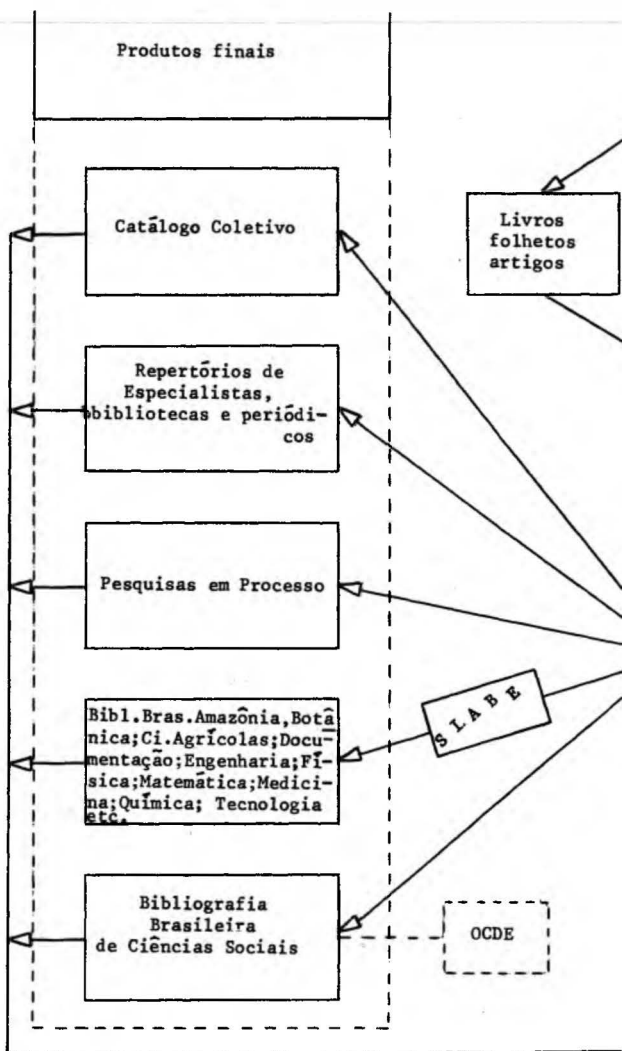 Produtos finais
Catálogo Coletivo
Livros
folhetos
artigos
Repertórios de
Especialistas,
bbibliotecas e periódi-
cos
Pesquisas em Processo
Bibl.Bras.Amazônia,Botâ
nica;Ci.Agrícolas;Docu-
mentação;Engenharia;Fí-
sica;Matemática;Medici-
na;Química; Tecnologia
etc.
S I A B E
Bibliografia
Brasileira
de Ciências Sociais
OCDE